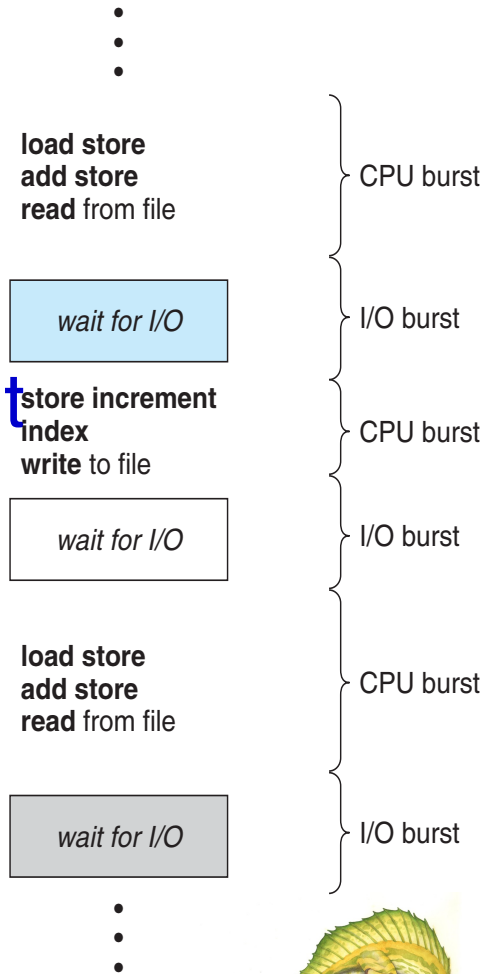 load store
add store
read from file
CPU burst
wait for I/O
I/O burst
t
store increment
index
write to file
CPU burst
wait for I/O
I/O burst
load store
add store
read from file
CPU burst
wait for I/O
I/O burst